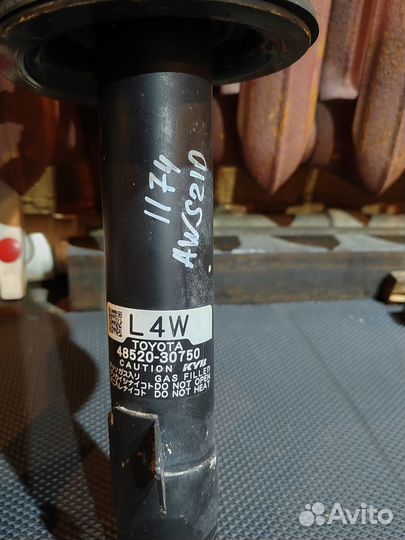 1174
AWS210
L4W
TOYOTA
48520-30750
CAUTION KYB
GAS FILLED
DO NOT OPEN
DO NOT HEAT
Avito